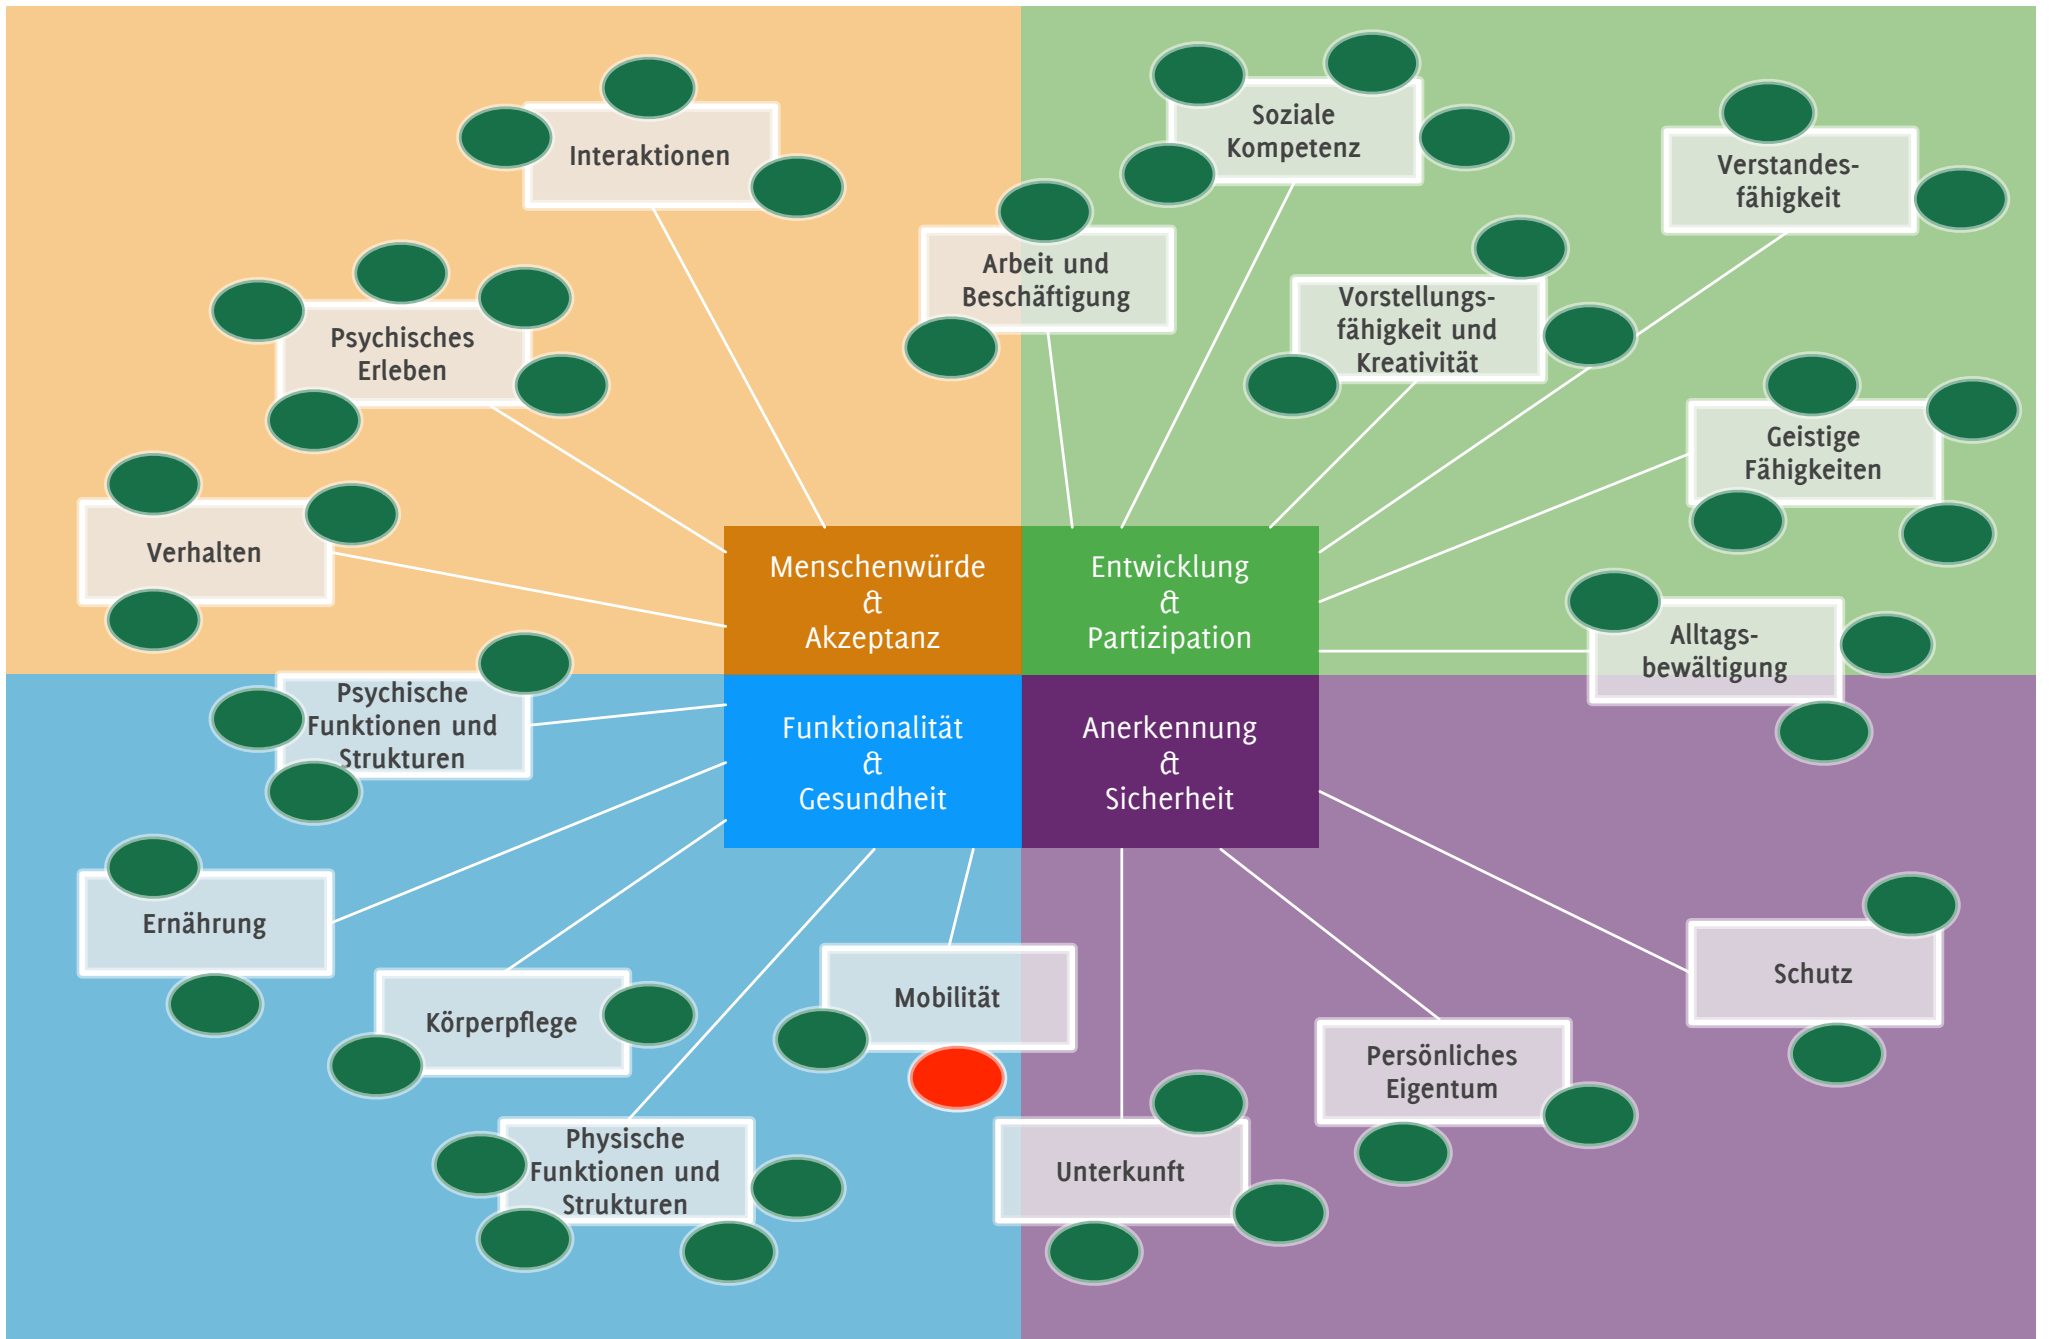 Interaktionen
Psychisches
Erleben
Verhalten
Soziale
Kompetenz
Verstandes-
fähigkeit
Arbeit und
Beschäftigung
Vorstellungs-
fähigkeit und
Kreativität
Geistige
Fähigkeiten
Alltags-
bewältigung
Menschenwürde
&
Akzeptanz
Entwicklung
&
Partizipation
Funktionalität
&
Gesundheit
Anerkennung
&
Sicherheit
Psychische
Funktionen und
Strukturen
Ernährung
Körperpflege
Physische
Funktionen und
Strukturen
Mobilität
Unterkunft
Persönliches
Eigentum
Schutz